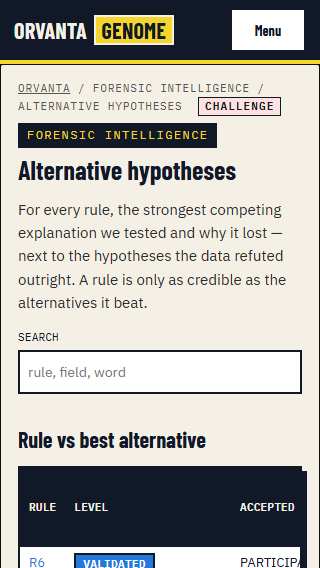 ORVANTA GENOME
Menu
ORVANTA / FORENSIC INTELLIGENCE /
ALTERNATIVE HYPOTHESES CHALLENGE
FORENSIC INTELLIGENCE
Alternative hypotheses
For every rule, the strongest competing
explanation we tested and why it lost —
next to the hypotheses the data refuted
outright. A rule is only as credible as the
alternatives it beat.
SEARCH
rule, field, word
Rule vs best alternative
RULE LEVEL ACCEPTED
R6 VALIDATED